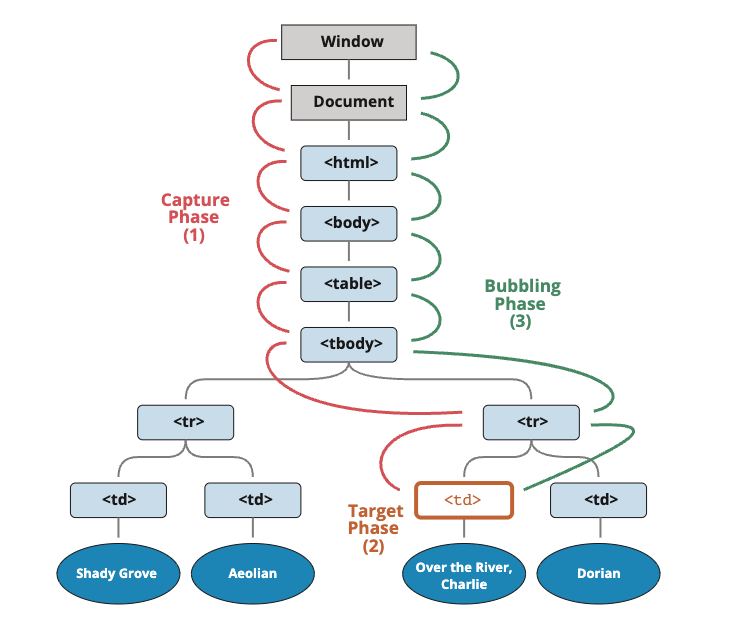 Window
Document
<html>
<body>
<table>
<tbody>
Capture
Phase
(1)
Bubbling
Phase
(3)
<tr>
<tr>
<td>
<td>
<td>
<td>
Target
Phase
(2)
Shady Grove
Aeolian
Over the River,
Charlie
Dorian